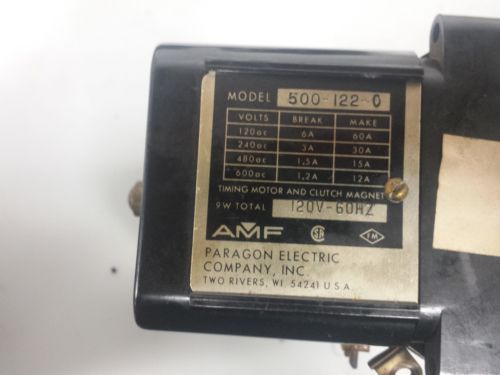 MODEL 500-122-0
VOLTS BREAK MAKE
120ac 6A 60A
240ac 3A 30A
480ac 1,5A 15A
600ac 1,2A 12A
TIMING MOTOR AND CLUTCH MAGNET
9W TOTAL 120V-60HZ
AMF SA TM
PARAGON ELECTRIC
COMPANY, INC.
TWO RIVERS, WI 54241 U.S.A.